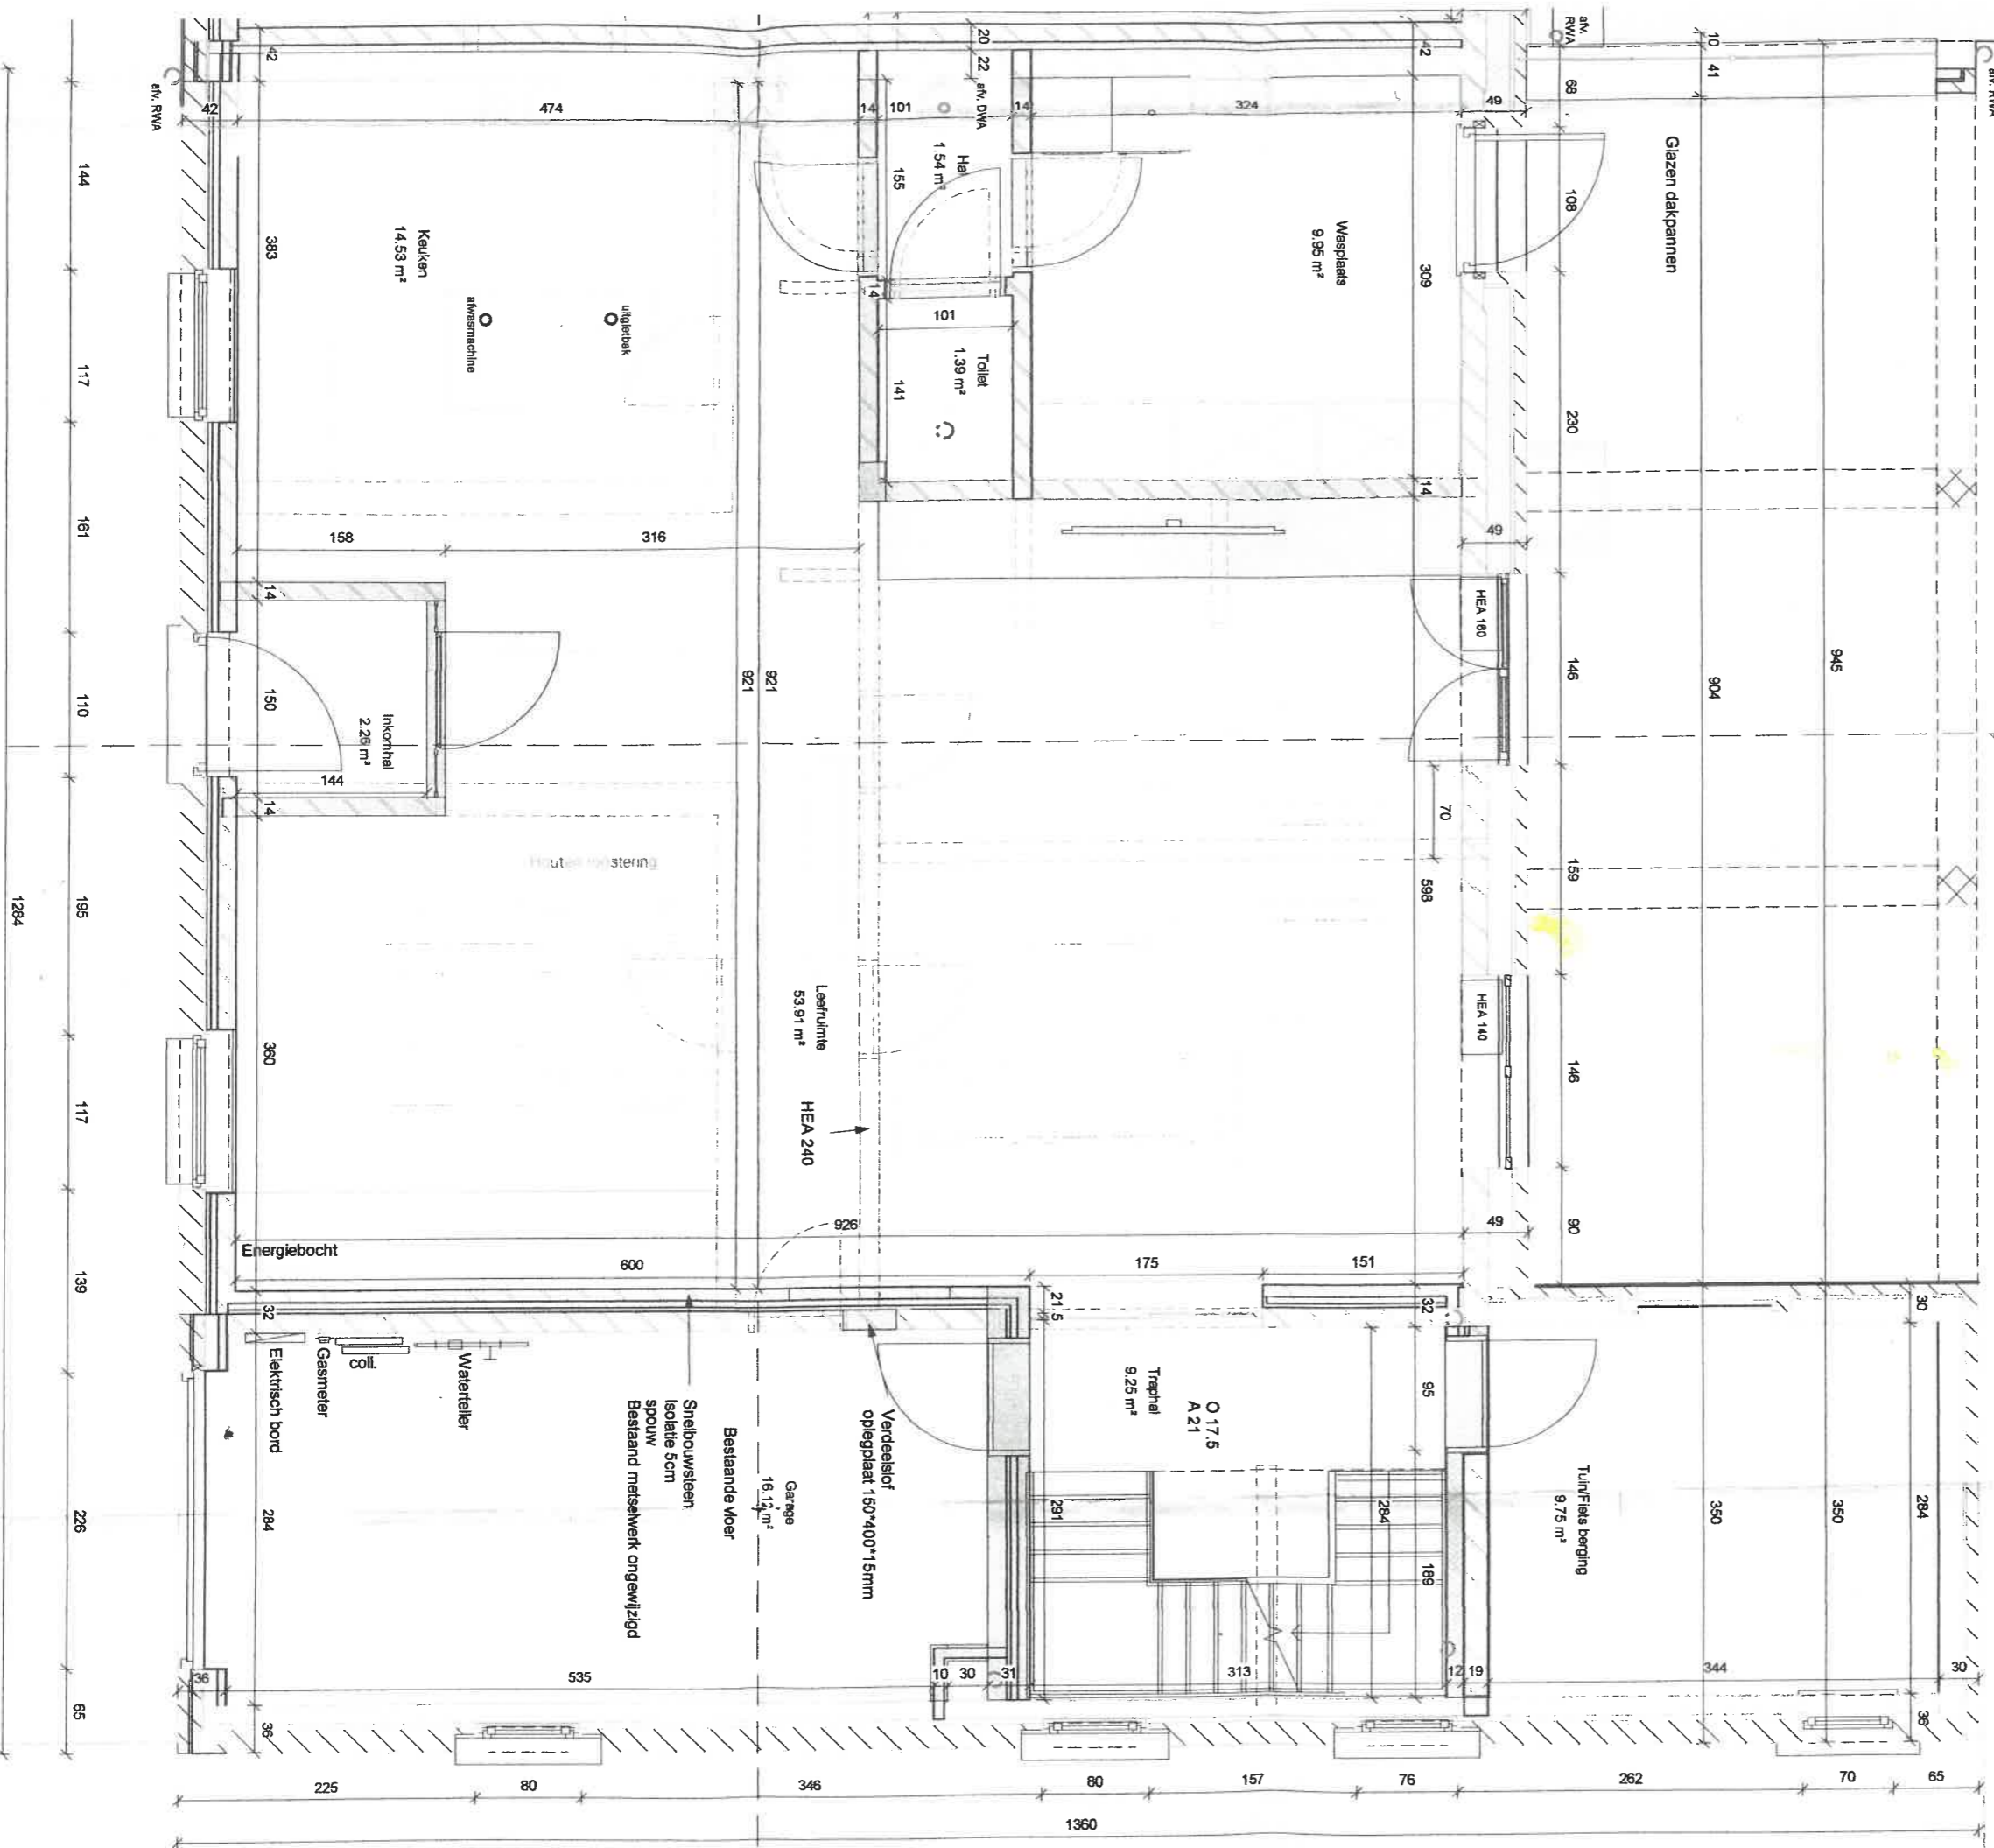 afv. RWA
42
20
22
afv. DWA
42
afv.
RWA
10
41
68
42
474
14
101
14
324
49
144
383
Keuken
14.53 m²
afwasmachine
uitgietbak
155
Hal
1.54 m²
14
101
141
Toilet
1.39 m²
Wasplaats
9.95 m²
309
108
Glazen dakpannen
117
230
161
158
316
14
49
14
HEA 160
150
Inkomhal
2.26 m²
144
14
921
921
110
146
945
904
70
159
598
195
1284
360
Leefruimte
53.91 m²
HEA 240
HEA 140
146
117
926
49
90
Energiebocht
600
175
151
139
32
21.5
32
30
Elektrisch bord
Gasmeter
coll.
Waterteller
Snelbouwsteen
Isolatie 5cm
spouw
Bestaand metselwerk ongewijzigd
Bestaande vloer
Garage
16.12 m²
Verdeelslof
oplegplaat 150*400*15mm
Traphal
9.25 m²
O 17.5
A 21
95
291
284
189
Tuin/Fiets berging
9.75 m²
350
350
284
226
284
36
535
10
30
31
313
12
19
344
30
65
36
36
225
80
346
80
157
76
262
70
65
1360